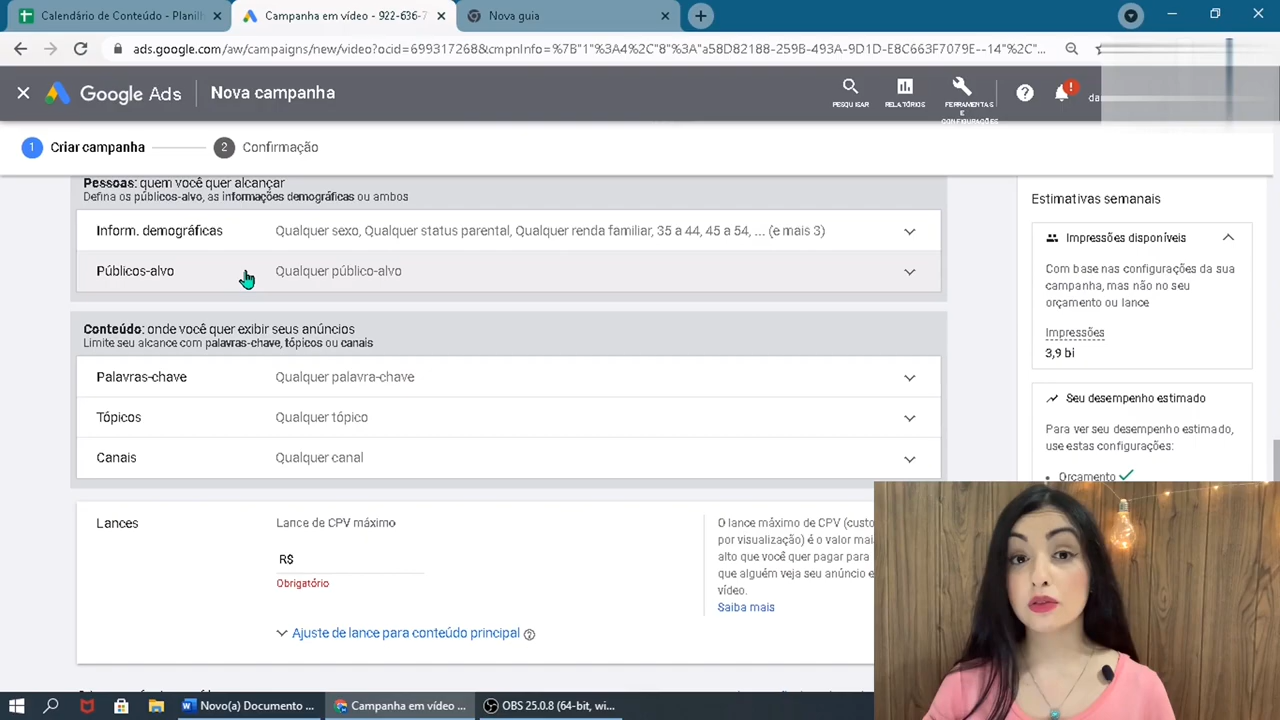 Calendário de Conteúdo - Planilh
Campanha em vídeo - 922-636-7
Nova guia
ads.google.com/aw/campaigns/new/video?ocid=699317268&cmpnInfo=%7B"1"%3A4%2C"8"%3A"a58D82188-259B-493A-9D1D-E8C663F7079E--14"%2C"...
Google Ads
Nova campanha
PESQUISAR
RELATÓRIOS
FERRAMENTAS
E
CONFIGURAÇÕES
da
1 Criar campanha
2 Confirmação
Pessoas: quem você quer alcançar
Defina os públicos-alvo, as informações demográficas ou ambos
Inform. demográficas
Qualquer sexo, Qualquer status parental, Qualquer renda familiar, 35 a 44, 45 a 54, ... (e mais 3)
Públicos-alvo
Qualquer público-alvo
Conteúdo: onde você quer exibir seus anúncios
Limite seu alcance com palavras-chave, tópicos ou canais
Palavras-chave
Qualquer palavra-chave
Tópicos
Qualquer tópico
Canais
Qualquer canal
Lances
Lance de CPV máximo
R$
Obrigatório
Ajuste de lance para conteúdo principal
O lance máximo de CPV (custo
por visualização) é o valor mais
alto que você quer pagar para
que alguém veja seu anúncio e
vídeo.
Saiba mais
Estimativas semanais
Impressões disponíveis
Com base nas configurações da sua
campanha, mas não no seu
orçamento ou lance
Impressões
3,9 bi
Seu desempenho estimado
Para ver seu desempenho estimado,
use estas configurações:
Orçamento
Novo(a) Documento ...
Campanha em vídeo ...
OBS 25.0.8 (64-bit, wi...